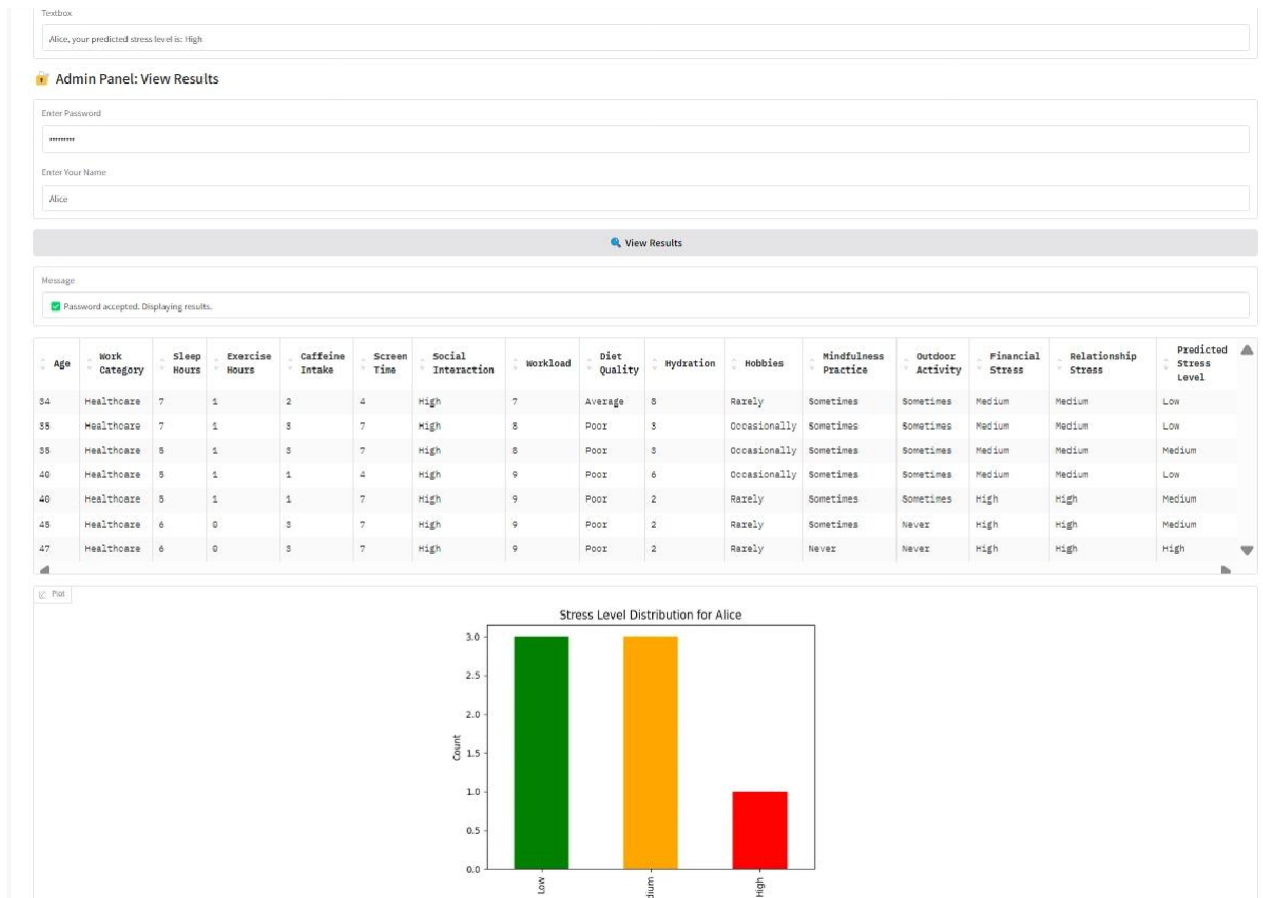 Textbox
Alice, your predicted stress level is: High
Admin Panel: View Results
Enter Password
Enter Your Name
Alice
View Results
Message
Password accepted. Displaying results.
Age Work Category Sleep Hours Exercise Hours Caffeine Intake Screen Time Social Interaction Workload Diet Quality Hydration Hobbies Mindfulness Practice Outdoor Activity Financial Stress Relationship Stress Predicted Stress Level
34 Healthcare 7 1 2 4 High 7 Average 8 Rarely Sometimes Sometimes Medium Medium Low
Healthcare 7 1 3 7 High 8 Poor 3 Occasionally Sometimes Sometimes Medium Medium Low
Healthcare 5 1 3 7 High 8 Poor 3 Occasionally Sometimes Sometimes Medium Medium Medium
40 Healthcare 5 1 1 4 High 9 Poor 6 Occasionally Sometimes Sometimes Medium Medium Low
40 Healthcare 5 1 1 7 High 9 Poor 2 Rarely Sometimes Sometimes High High Medium
45 Healthcare 6 0 3 7 High 9 Poor 2 Rarely Sometimes Never High High Medium
47 Healthcare 6 0 3 7 High 9 Poor 2 Rarely Never Never High High High
Plot
Stress Level Distribution for Alice
3.0
2.5
2.0
1.5
1.0
0.5
0.0
Count
Low
dium
High